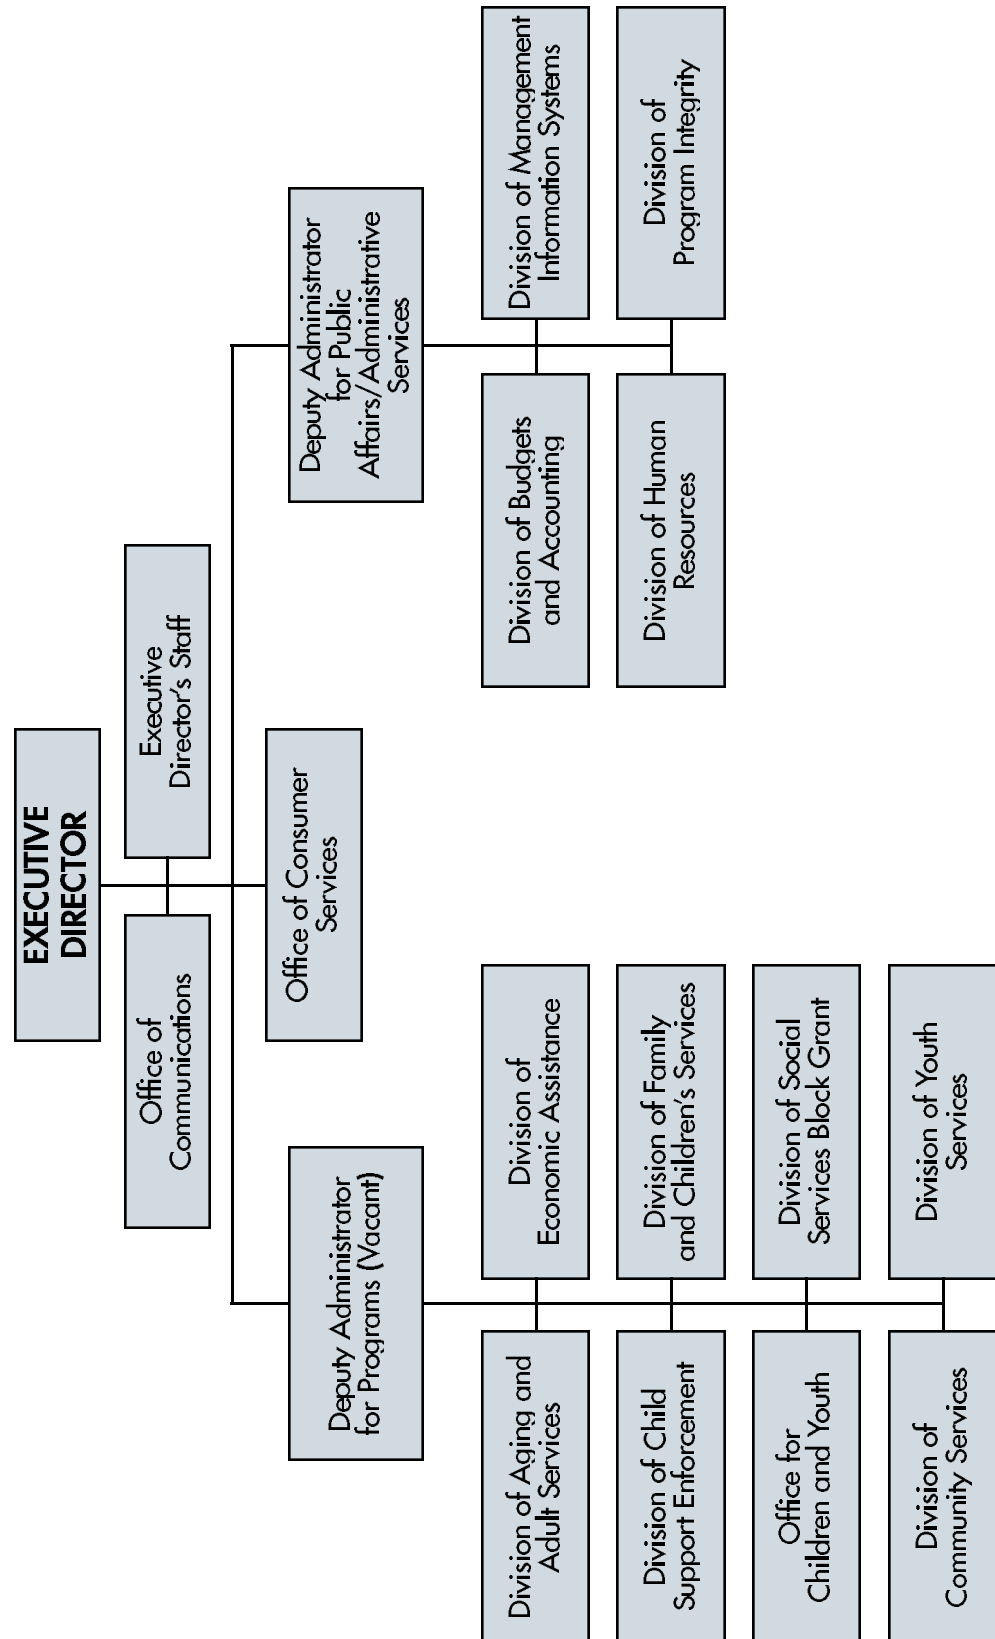 EXECUTIVE
DIRECTOR
Office of
Communications
Executive
Director's Staff
Office of Consumer
Services
Deputy Administrator
for Programs (Vacant)
Deputy Administrator
for Public
Affairs/Administrative
Services
Division of Aging and
Adult Services
Division of
Economic Assistance
Division of Child
Support Enforcement
Division of Family
and Children's Services
Office for
Children and Youth
Division of Social
Services Block Grant
Division of
Community Services
Division of Youth
Services
Division of Budgets
and Accounting
Division of Management
Information Systems
Division of Human
Resources
Division of
Program Integrity